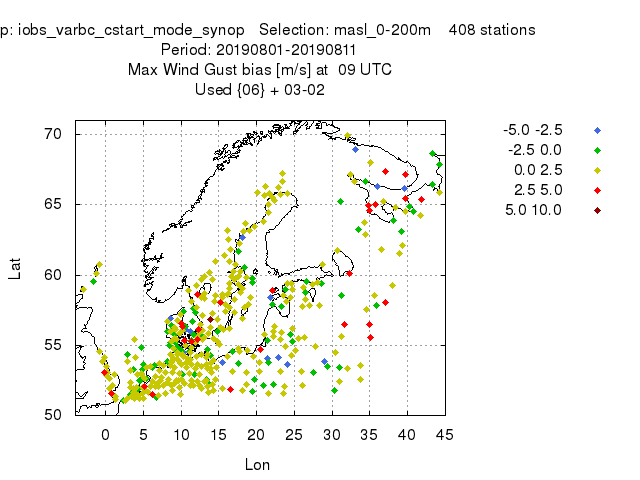 p: iobs_varbc_cstart_mode_synop Selection: masl_0-200m 408 stations
Period: 20190801-20190811
Max Wind Gust bias [m/s] at 09 UTC
Used {06} + 03-02
-5.0 -2.5
-2.5 0.0
0.0 2.5
2.5 5.0
5.0 10.0
70
65
60
55
50
Lat
0 5 10 15 20 25 30 35 40 45
Lon